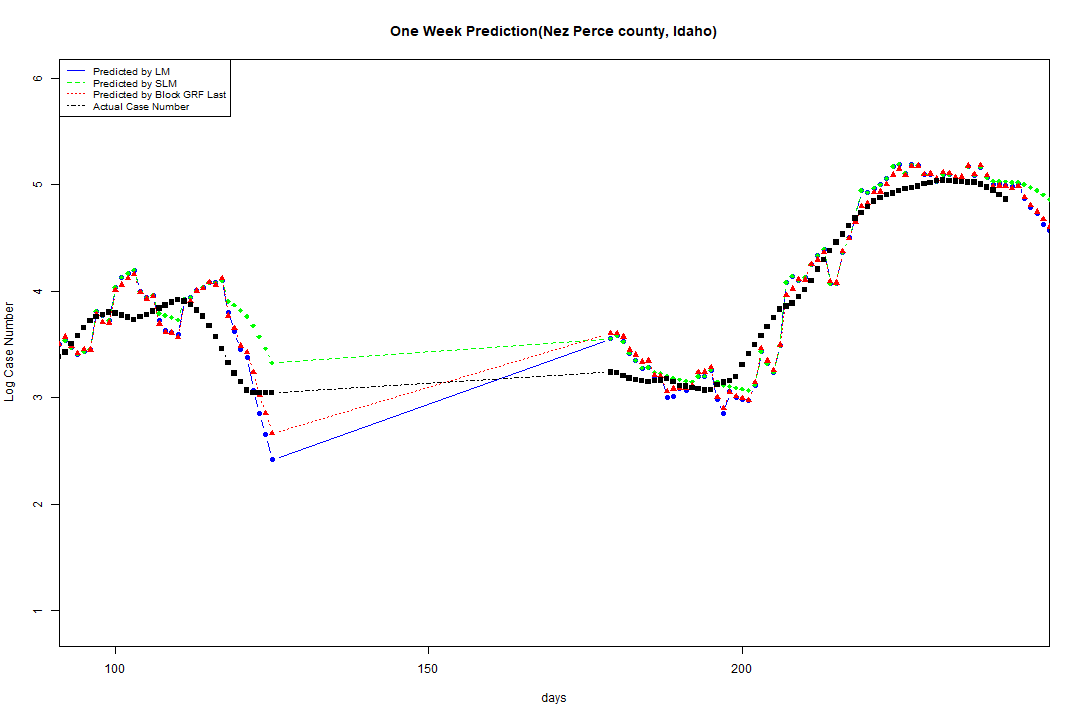 One Week Prediction(Nez Perce county, Idaho)
Predicted by LM
Predicted by SLM
Predicted by Block GRF Last
Actual Case Number
Log Case Number
6
5
4
3
2
1
100 150 200
days